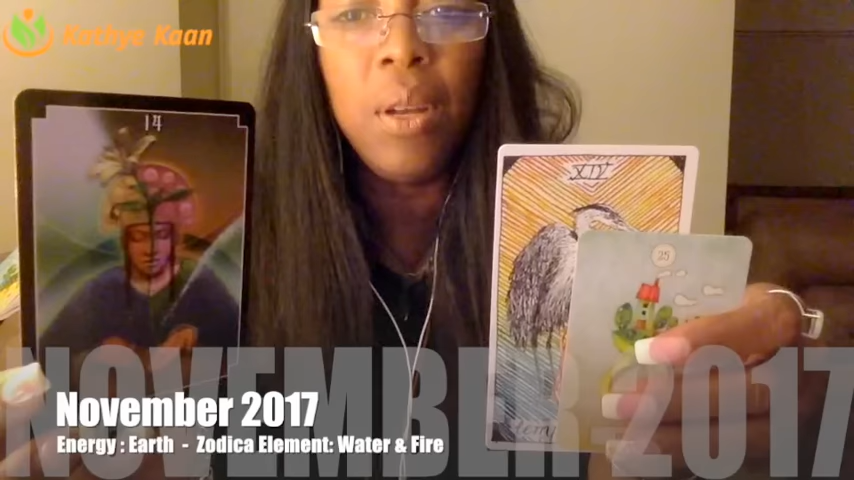 Kathye Kaan
14
XIV
25
NOVEMBER 2017
November 2017
Energy : Earth - Zodica Element: Water & Fire